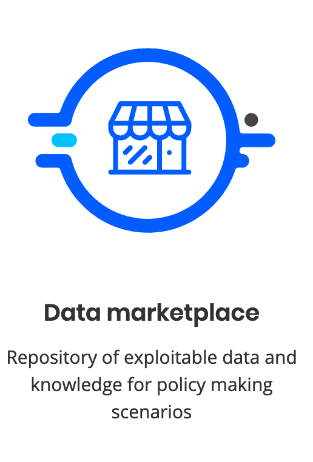 Data marketplace
Repository of exploitable data and
knowledge for policy making
scenarios